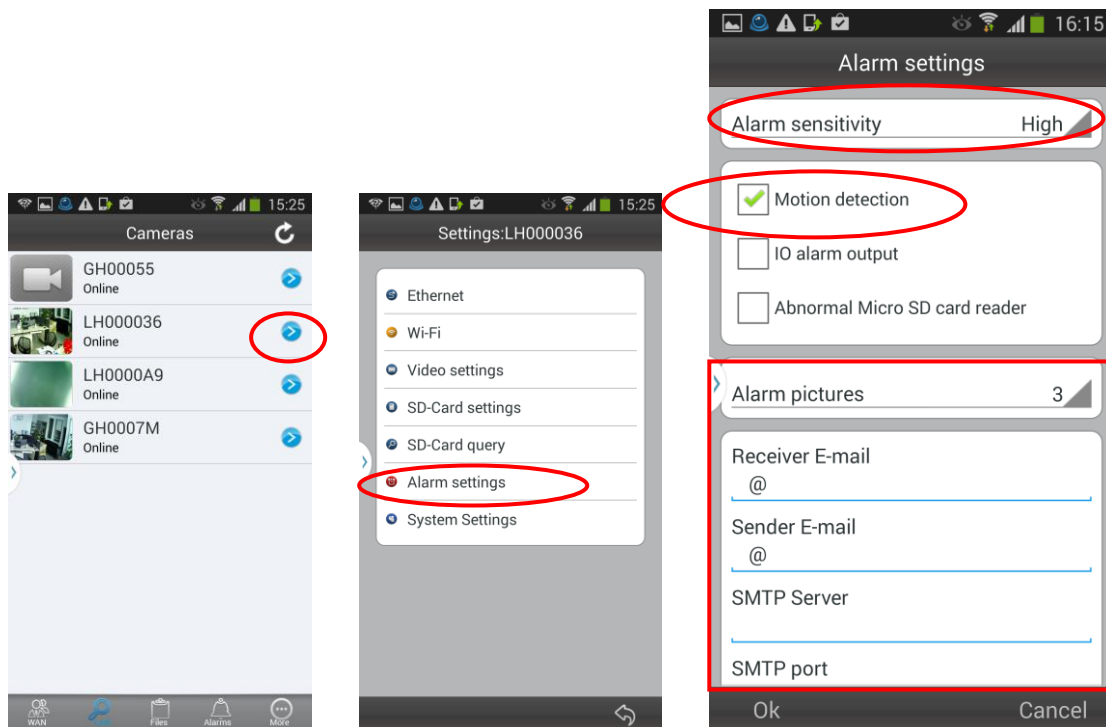 15:25
Cameras
GH00055
Online
LH000036
Online
LH0000A9
Online
GH0007M
Online
WAN
Files
Alarms
More
15:25
Settings:LH000036
Ethernet
Wi-Fi
Video settings
SD-Card settings
SD-Card query
Alarm settings
System Settings
16:15
Alarm settings
Alarm sensitivity High
Motion detection
IO alarm output
Abnormal Micro SD card reader
Alarm pictures 3
Receiver E-mail
@
Sender E-mail
@
SMTP Server
SMTP port
Ok Cancel